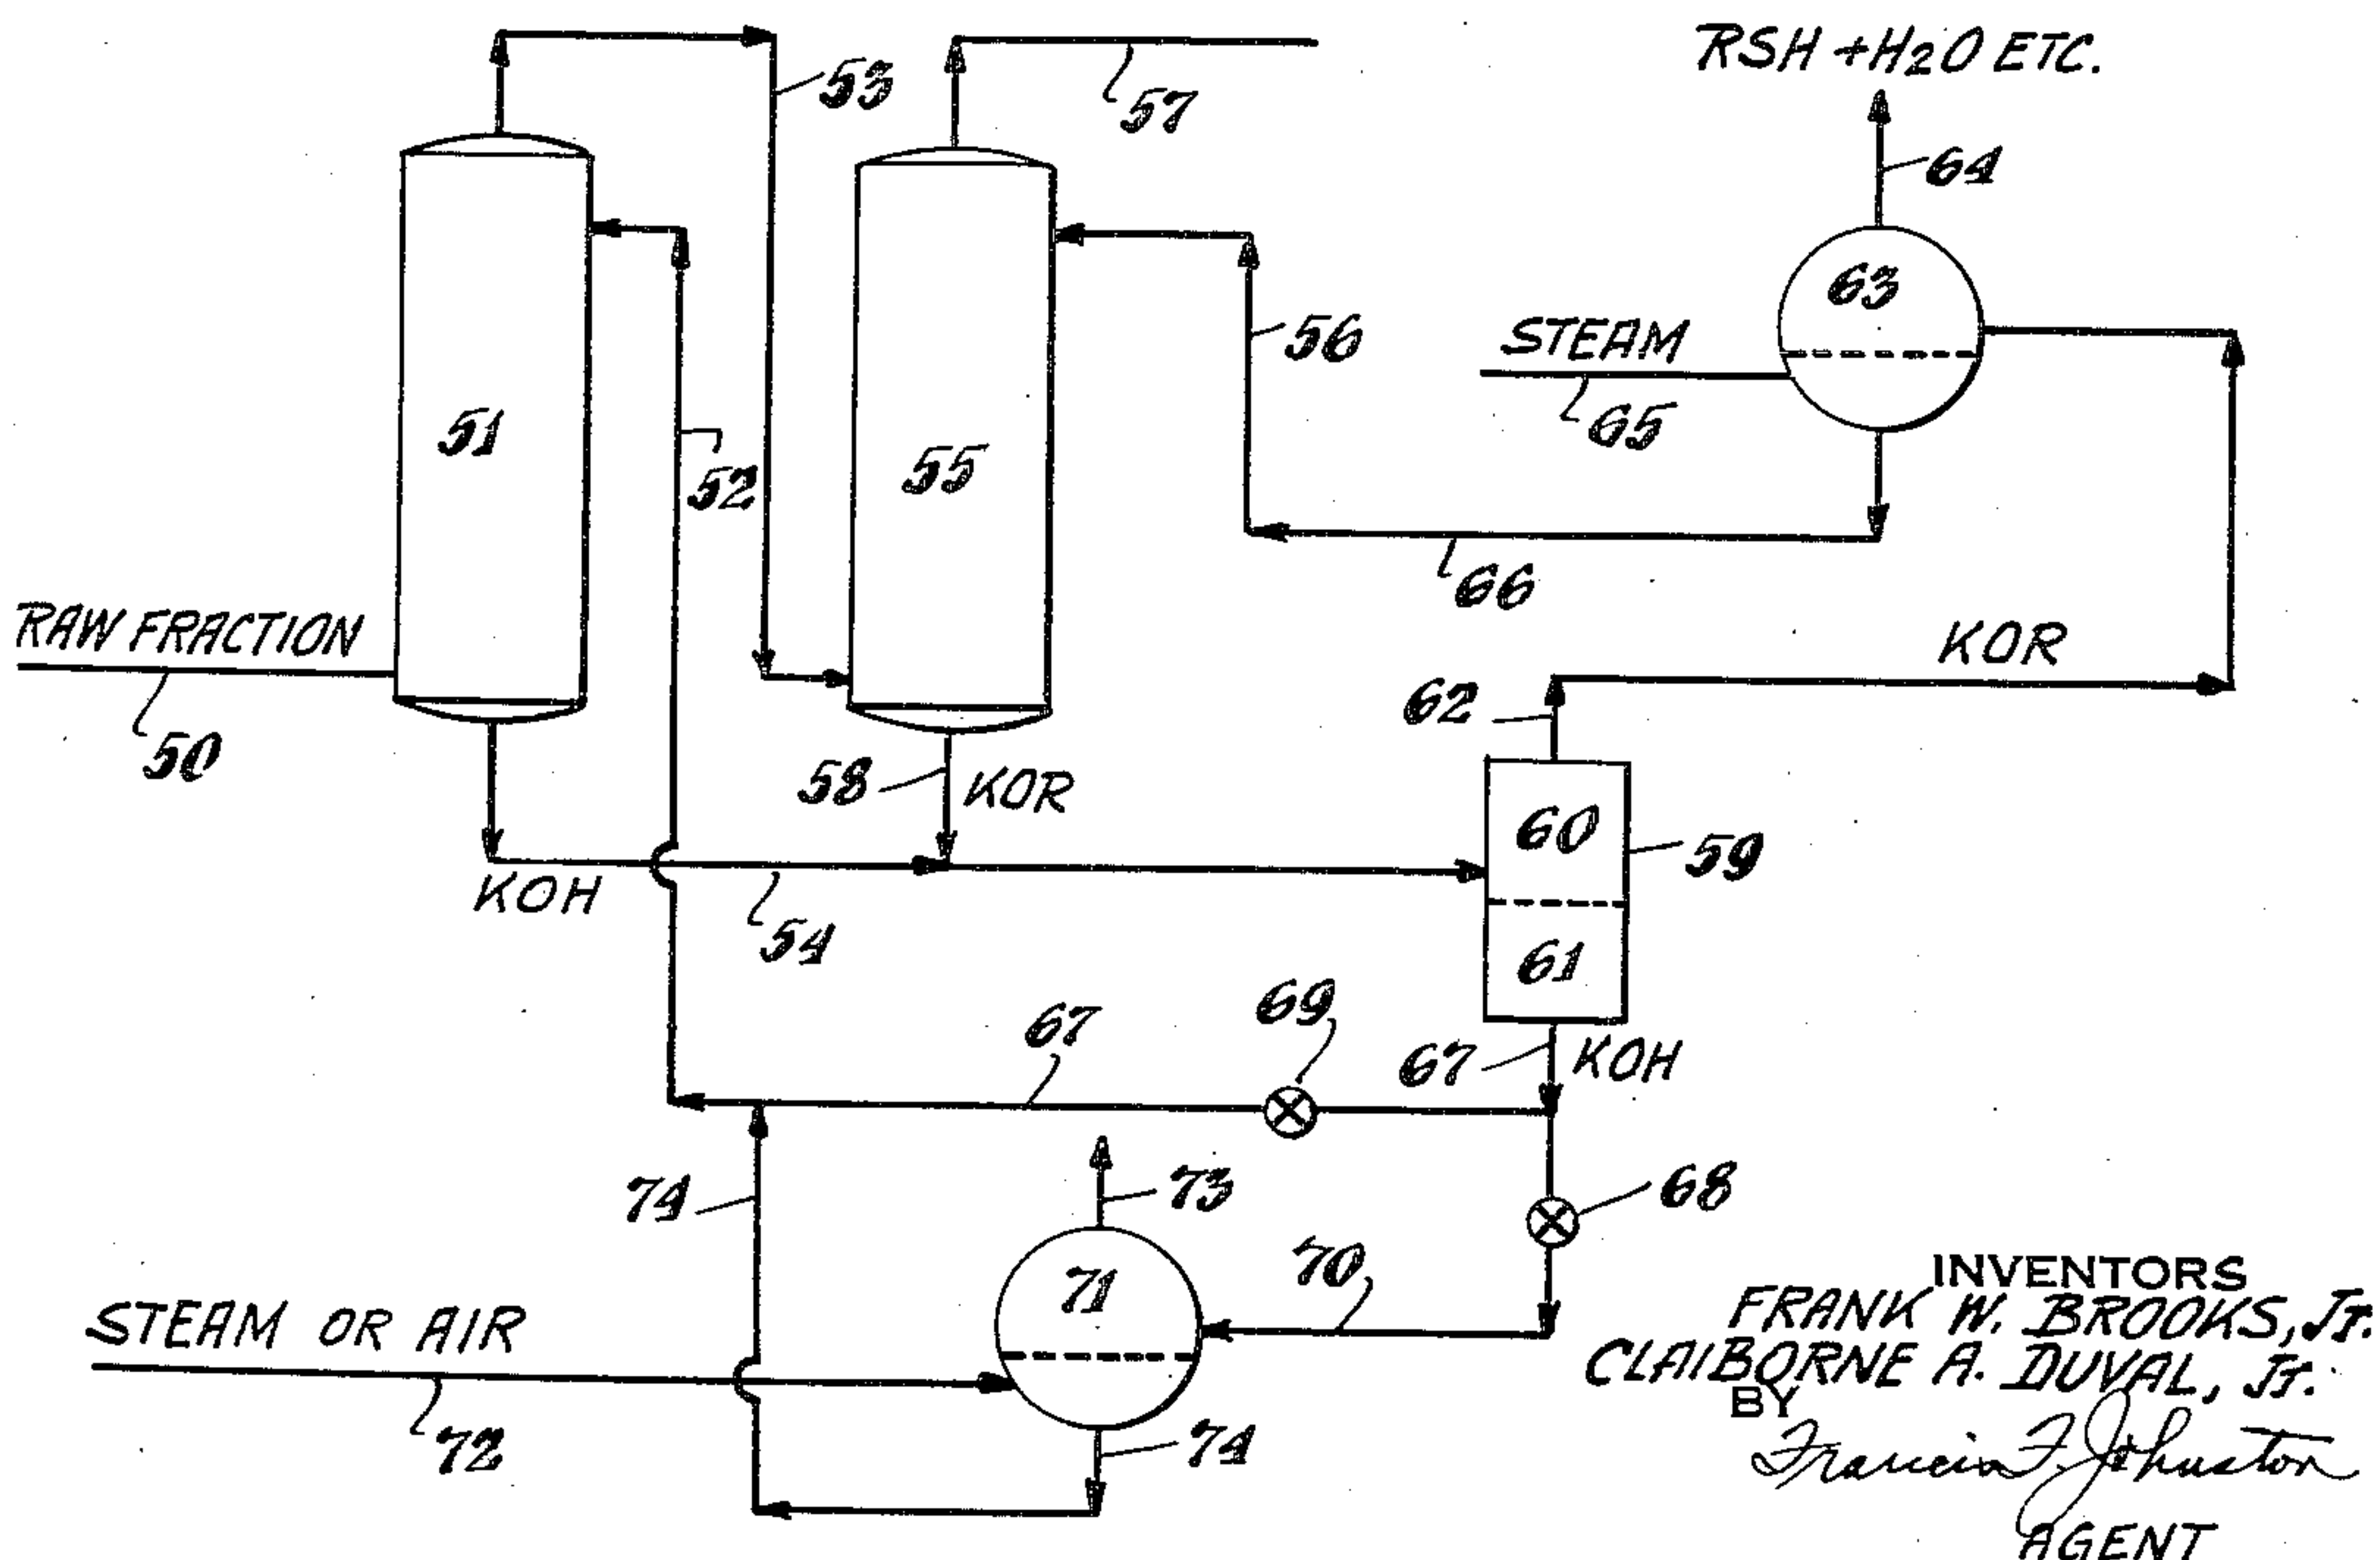 RSH + H2O ETC.
53
57
64
63
56
STEAM
65
51
55
52
66
RAW FRACTION
50
KOR
62
58
KOR
60
59
KOH
54
61
69
67
67
KOH
74
73
68
70
71
STEAM OR AIR
72
74
INVENTORS
FRANK W. BROOKS, Jr.
CLAIBORNE A. DUVAL, Jr.
BY
Francis F. Johnston
AGENT